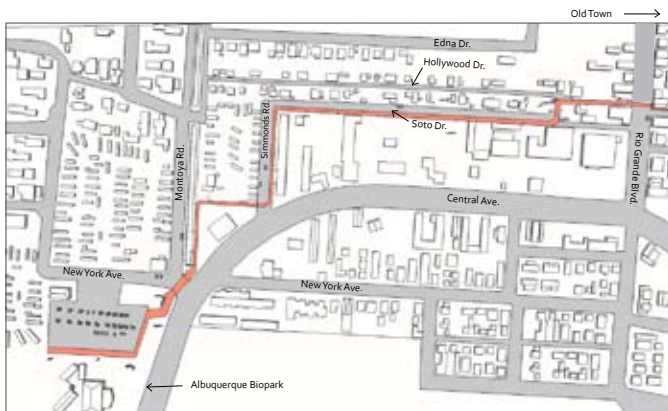 Old Town
Edna Dr.
Hollywood Dr.
Simmonds Rd.
Soto Dr.
Montoya Rd.
Rio Grande Blvd.
Central Ave.
New York Ave.
New York Ave.
Albuquerque Biopark